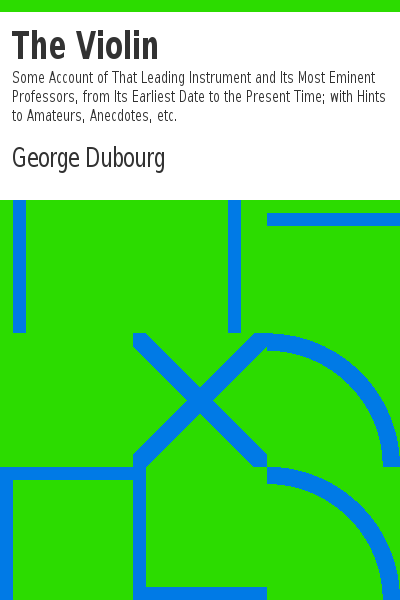 The Violin
Some Account of That Leading Instrument and Its Most Eminent
Professors, from Its Earliest Date to the Present Time; with Hints
to Amateurs, Anecdotes, etc.
George Dubourg